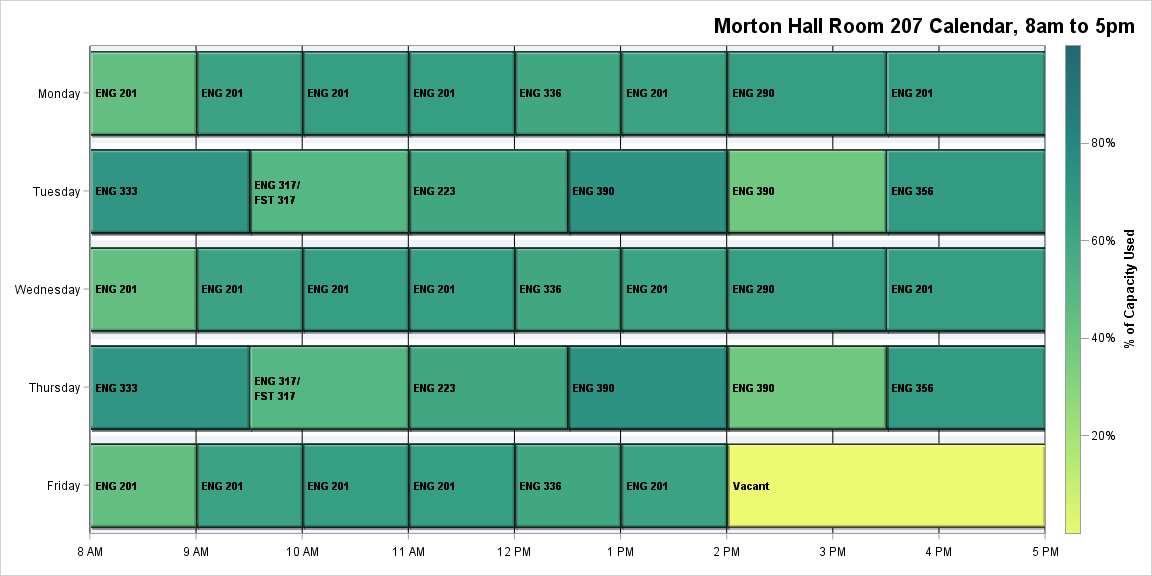 Morton Hall Room 207 Calendar, 8am to 5pm
Monday
ENG 201
ENG 201
ENG 201
ENG 201
ENG 336
ENG 201
ENG 290
ENG 201
Tuesday
ENG 333
ENG 317/
FST 317
ENG 223
ENG 390
ENG 390
ENG 356
Wednesday
ENG 201
ENG 201
ENG 201
ENG 201
ENG 336
ENG 201
ENG 290
ENG 201
Thursday
ENG 333
ENG 317/
FST 317
ENG 223
ENG 390
ENG 390
ENG 356
Friday
ENG 201
ENG 201
ENG 201
ENG 201
ENG 336
ENG 201
Vacant
8 AM
9 AM
10 AM
11 AM
12 PM
1 PM
2 PM
3 PM
4 PM
5 PM
80%
60%
40%
20%
% of Capacity Used